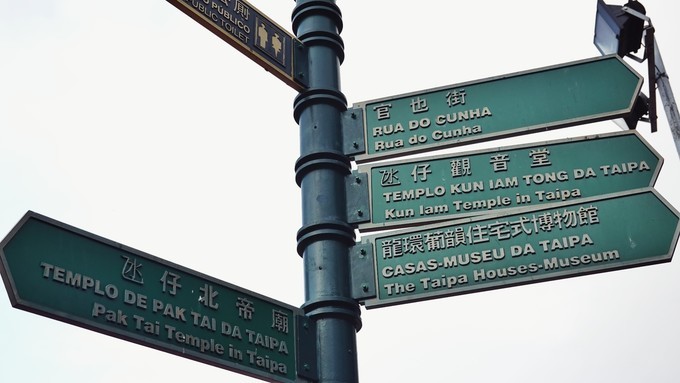 公廁
PÚBLICO
PUBLIC TOILET
官也街
RUA DO CUNHA
Rua do Cunha
氹仔觀音堂
TEMPLO KUN IAM TONG DA TAIPA
Kun Iam Temple in Taipa
龍環葡韻住宅式博物館
CASAS-MUSEU DA TAIPA
The Taipa Houses-Museum
氹仔北帝廟
TEMPLO DE PAK TAI DA TAIPA
Pak Tai Temple in Taipa